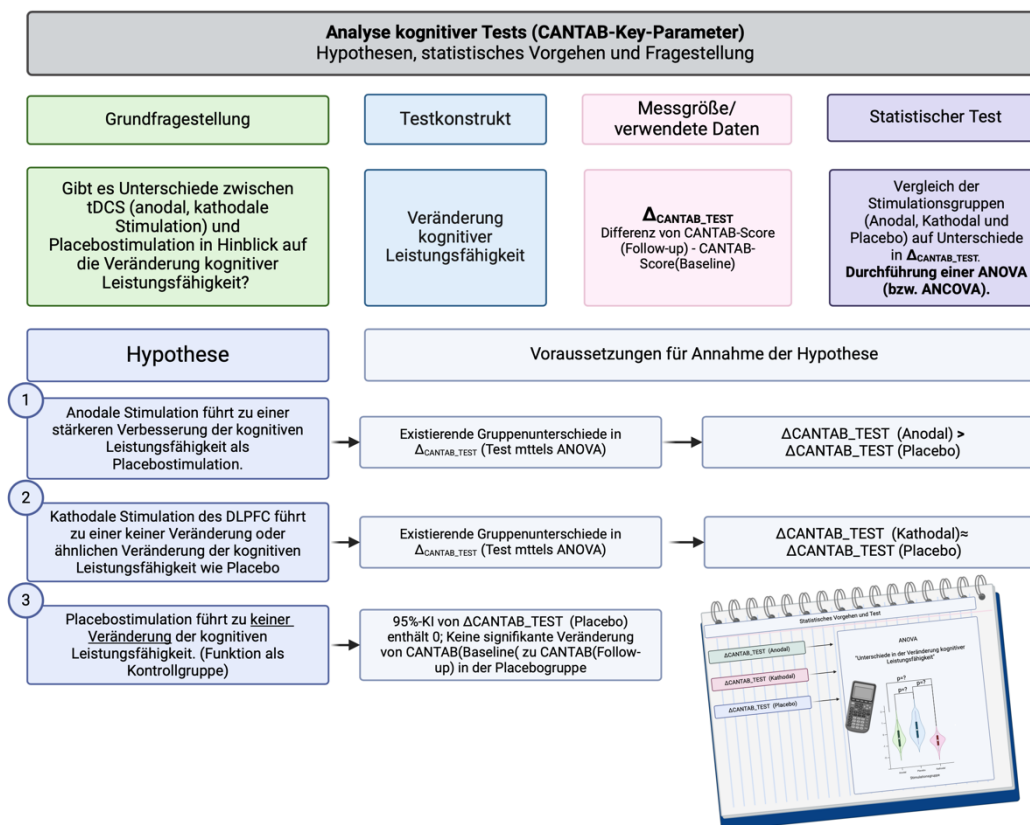 Analyse kognitiver Tests (CANTAB-Key-Parameter)
Hypothesen, statistisches Vorgehen und Fragestellung
Grundfragestellung
Testkonstrukt
Messgröße/
verwendete Daten
Statistischer Test
Gibt es Unterschiede zwischen
tDCS (anodal, kathodale
Stimulation) und
Placebostimulation in Hinblick auf
die Veränderung kognitiver
Leistungsfähigkeit?
Veränderung
kognitiver
Leistungsfähigkeit
ΔCANTAB_TEST
Differenz von CANTAB-Score
(Follow-up) - CANTAB-
Score(Baseline)
Vergleich der
Stimulationsgruppen
(Anodal, Kathodal und
Placebo) auf Unterschiede
in ΔCANTAB_TEST.
Durchführung einer ANOVA
(bzw. ANCOVA).
Hypothese
Voraussetzungen für Annahme der Hypothese
1
Anodale Stimulation führt zu einer
stärkeren Verbesserung der kognitiven
Leistungsfähigkeit als
Placebostimulation.
Existierende Gruppenunterschiede in
ΔCANTAB_TEST (Test mttels ANOVA)
ΔCANTAB_TEST (Anodal) >
ΔCANTAB_TEST (Placebo)
2
Kathodale Stimulation des DLPFC führt
zu einer keiner Veränderung oder
ähnlichen Veränderung der kognitiven
Leistungsfähigkeit wie Placebo
Existierende Gruppenunterschiede in
ΔCANTAB_TEST (Test mttels ANOVA)
ΔCANTAB_TEST (Kathodal)≈
ΔCANTAB_TEST (Placebo)
3
Placebostimulation führt zu keiner
Veränderung der kognitiven
Leistungsfähigkeit. (Funktion als
Kontrollgruppe)
95%-KI von ΔCANTAB_TEST (Placebo)
enthält 0; Keine signifikante Veränderung
von CANTAB(Baseline( zu CANTAB(Follow-
up) in der Placebogruppe
Statistisches Vorgehen und Test
ΔCANTAB_TEST (Anodal)
ΔCANTAB_TEST (Kathodal)
ΔCANTAB_TEST (Placebo)
ANOVA
"Unterschiede in der Veränderung kognitiver
Leistungsfähigkeit"
p=?
p=? p=?
Stimulationsgruppe